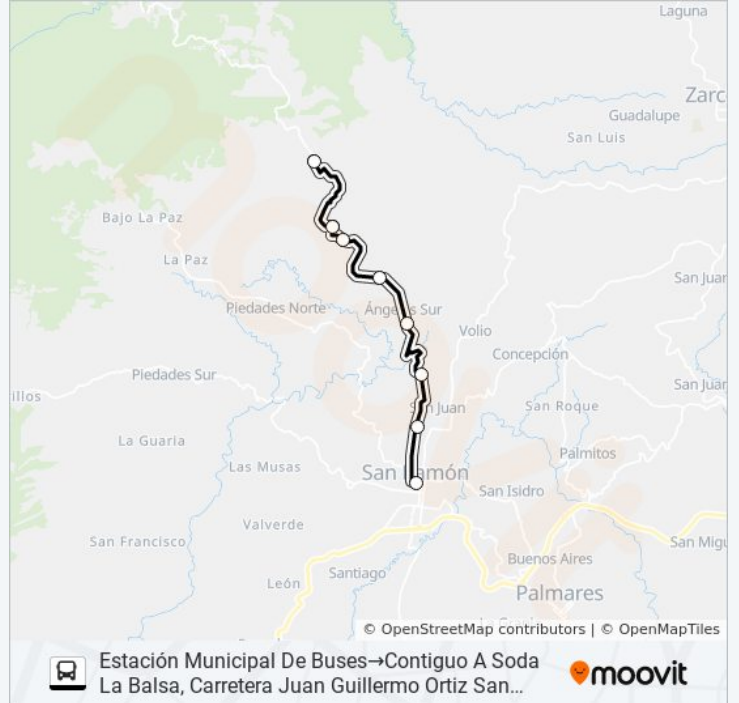 Laguna
Zarc
Guadalupe
San Luis
Bajo La Paz
La Paz
San Juar
Piedades Norte
Ángeles Sur
Volio
Concepción
Piedades Sur
San Juar
illos
San Juan
San Roque
La Guaria
Palmitos
Las Musas
San Ramón
San Isidro
Valverde
San Francisco
San Migu
Buenos Aires
Santiago
León
Palmares
© OpenStreetMap contributors | © OpenMapTiles
Estación Municipal De Buses→Contiguo A Soda
La Balsa, Carretera Juan Guillermo Ortiz San…
moovit